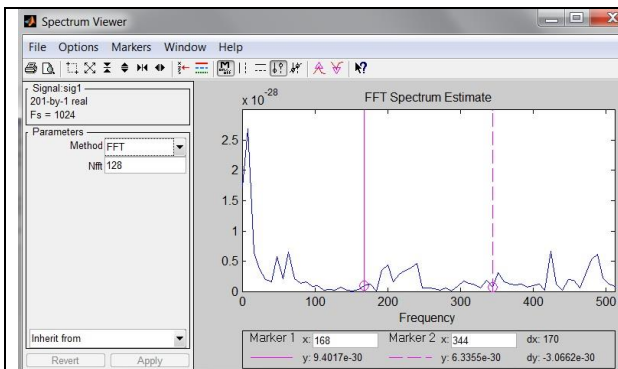 Spectrum Viewer
File Options Markers Window Help
Signal:sig1
201-by-1 real
Fs = 1024
Parameters
Method FFT
Nfft 128
Inherit from
Revert Apply
x 10^-28
FFT Spectrum Estimate
2.5
2
1.5
1
0.5
0
0 100 200 300 400 500
Frequency
Marker 1 x: 168 Marker 2 x: 344 dx: 170
y: 9.4017e-30 y: 6.3355e-30 dy: -3.0662e-30